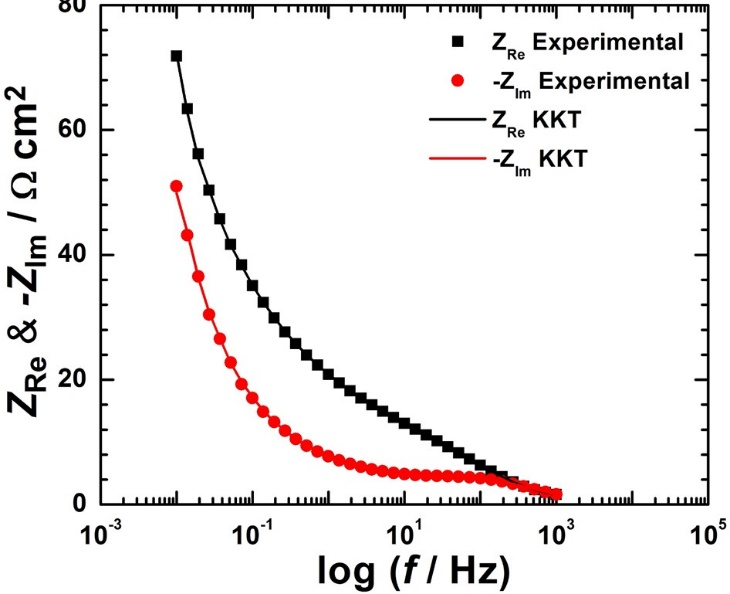 80
60
40
20
0
Z_Re & -Z_Im / Ω cm²
Z_Re Experimental
-Z_Im Experimental
Z_Re KKT
-Z_Im KKT
10⁻³ 10⁻¹ 10¹ 10³ 10⁵
log (f / Hz)